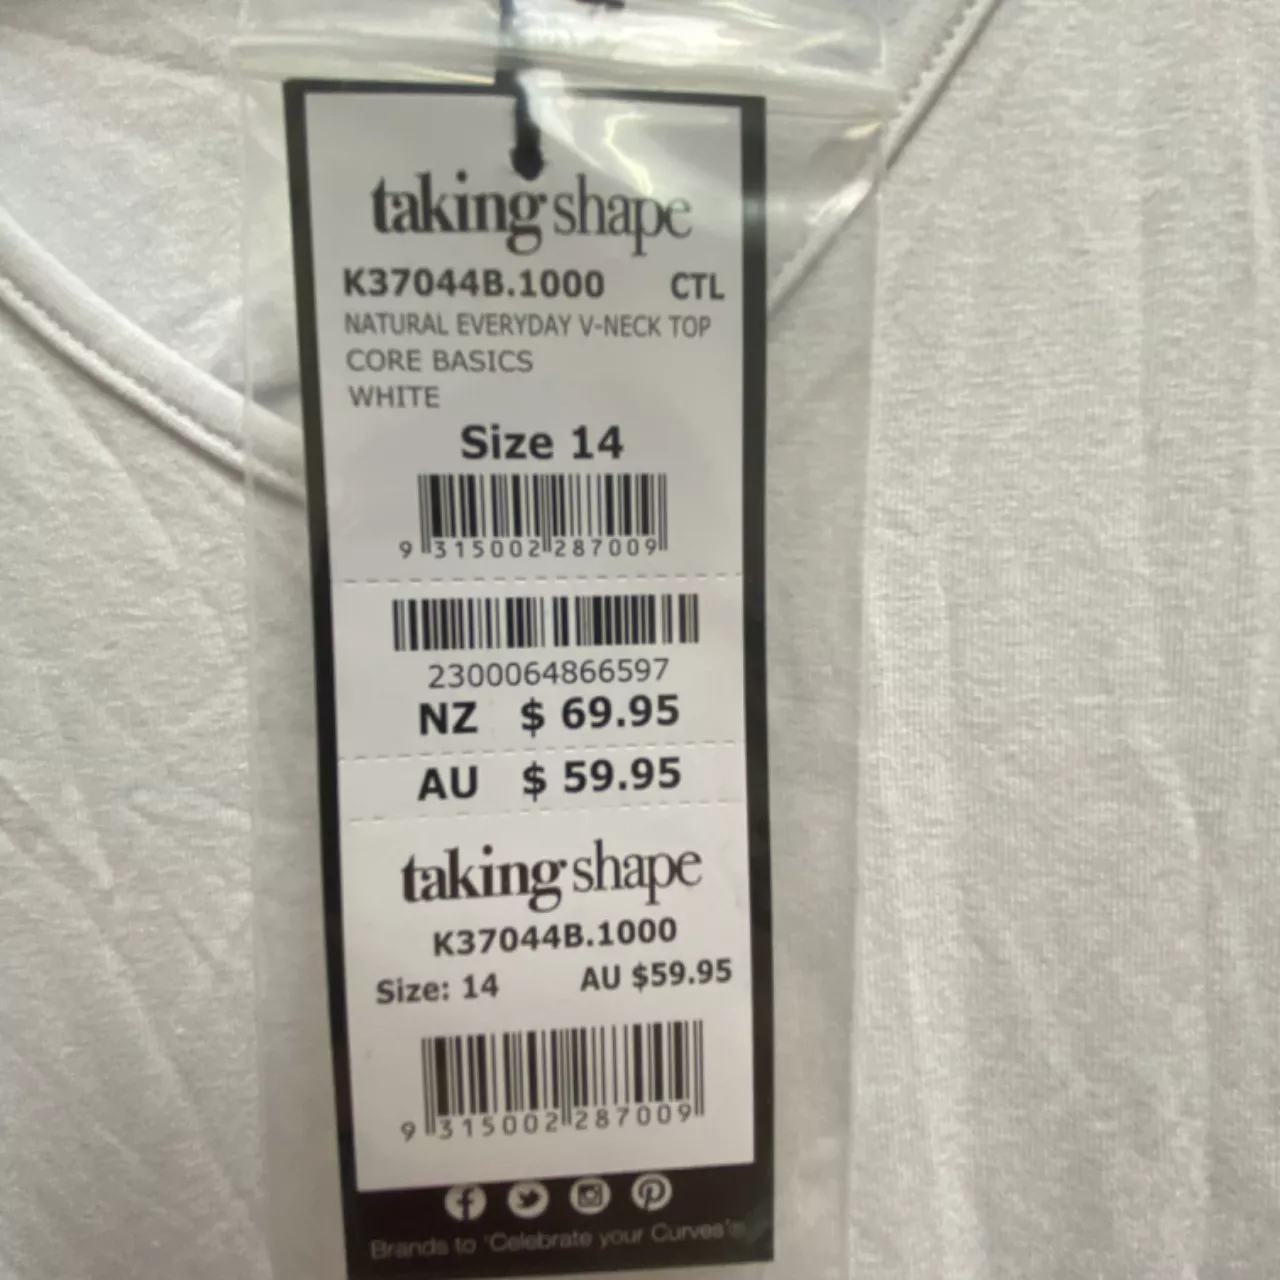 taking shape
K37044B.1000 CTL
NATURAL EVERYDAY V-NECK TOP
CORE BASICS
WHITE
Size 14
9 315002 287009
2300064866597
NZ $ 69.95
AU $ 59.95
taking shape
K37044B.1000
Size: 14 AU $59.95
9 315002 287009
Brands to 'Celebrate your Curves'®